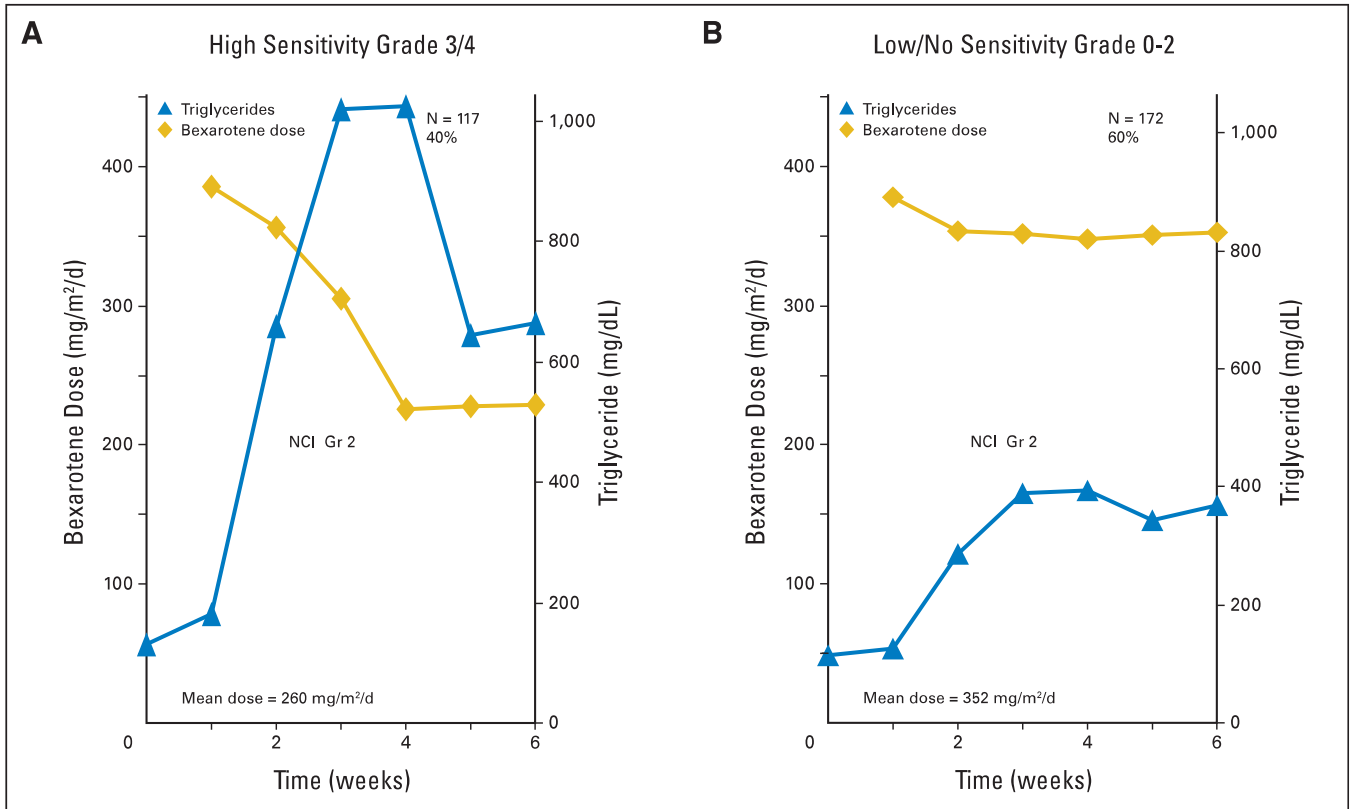 A
High Sensitivity Grade 3/4
Triglycerides
Bexarotene dose
N = 117
40%
400
300
200
100
Bexarotene Dose (mg/m²/d)
1,000
800
600
400
200
0
Triglyceride (mg/dL)
NCI Gr 2
Mean dose = 260 mg/m²/d
0
2
4
6
Time (weeks)
B
Low/No Sensitivity Grade 0-2
Triglycerides
Bexarotene dose
N = 172
60%
400
300
200
100
Bexarotene Dose (mg/m²/d)
1,000
800
600
400
200
0
Triglyceride (mg/dL)
NCI Gr 2
Mean dose = 352 mg/m²/d
0
2
4
6
Time (weeks)